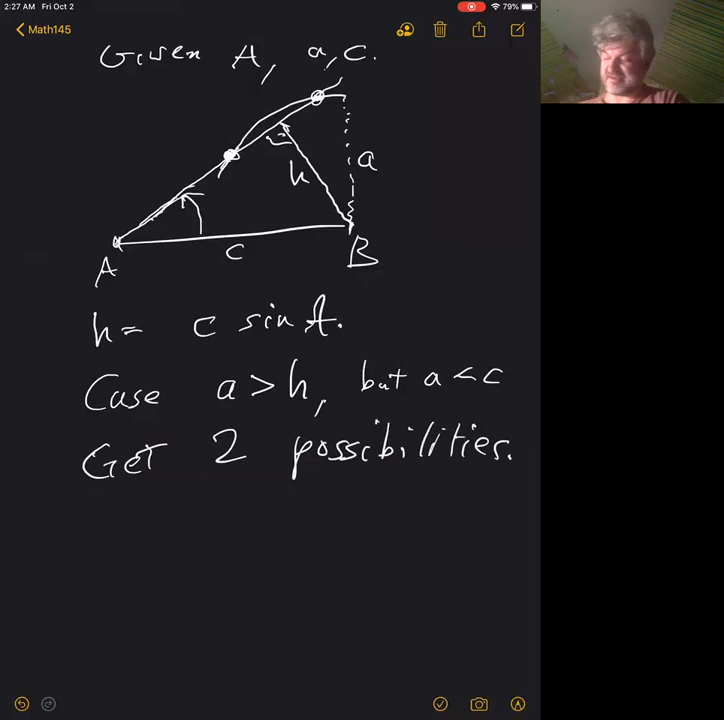 2:27 AM Fri Oct 2
79%
Math145
Given A, a, c.
a
h
c
A
B
h = c sin A.
Case a > h, but a < c
Get 2 possibilities.